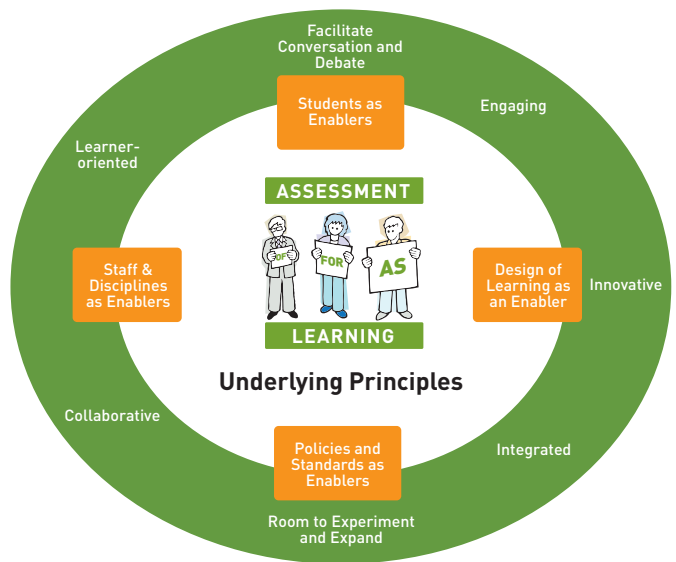 Facilitate
Conversation and
Debate
Students as
Enablers
Engaging
Learner-
oriented
ASSESSMENT
OF
FOR
AS
LEARNING
Staff &
Disciplines
as Enablers
Design of
Learning as
an Enabler
Innovative
Underlying Principles
Collaborative
Policies and
Standards as
Enablers
Integrated
Room to Experiment
and Expand